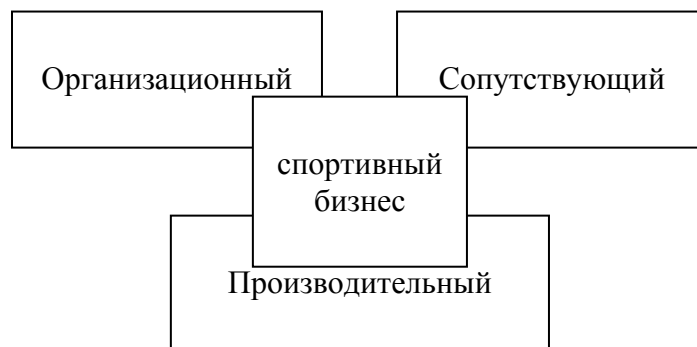 Организационный
Сопутствующий
спортивный
бизнес
Производительный